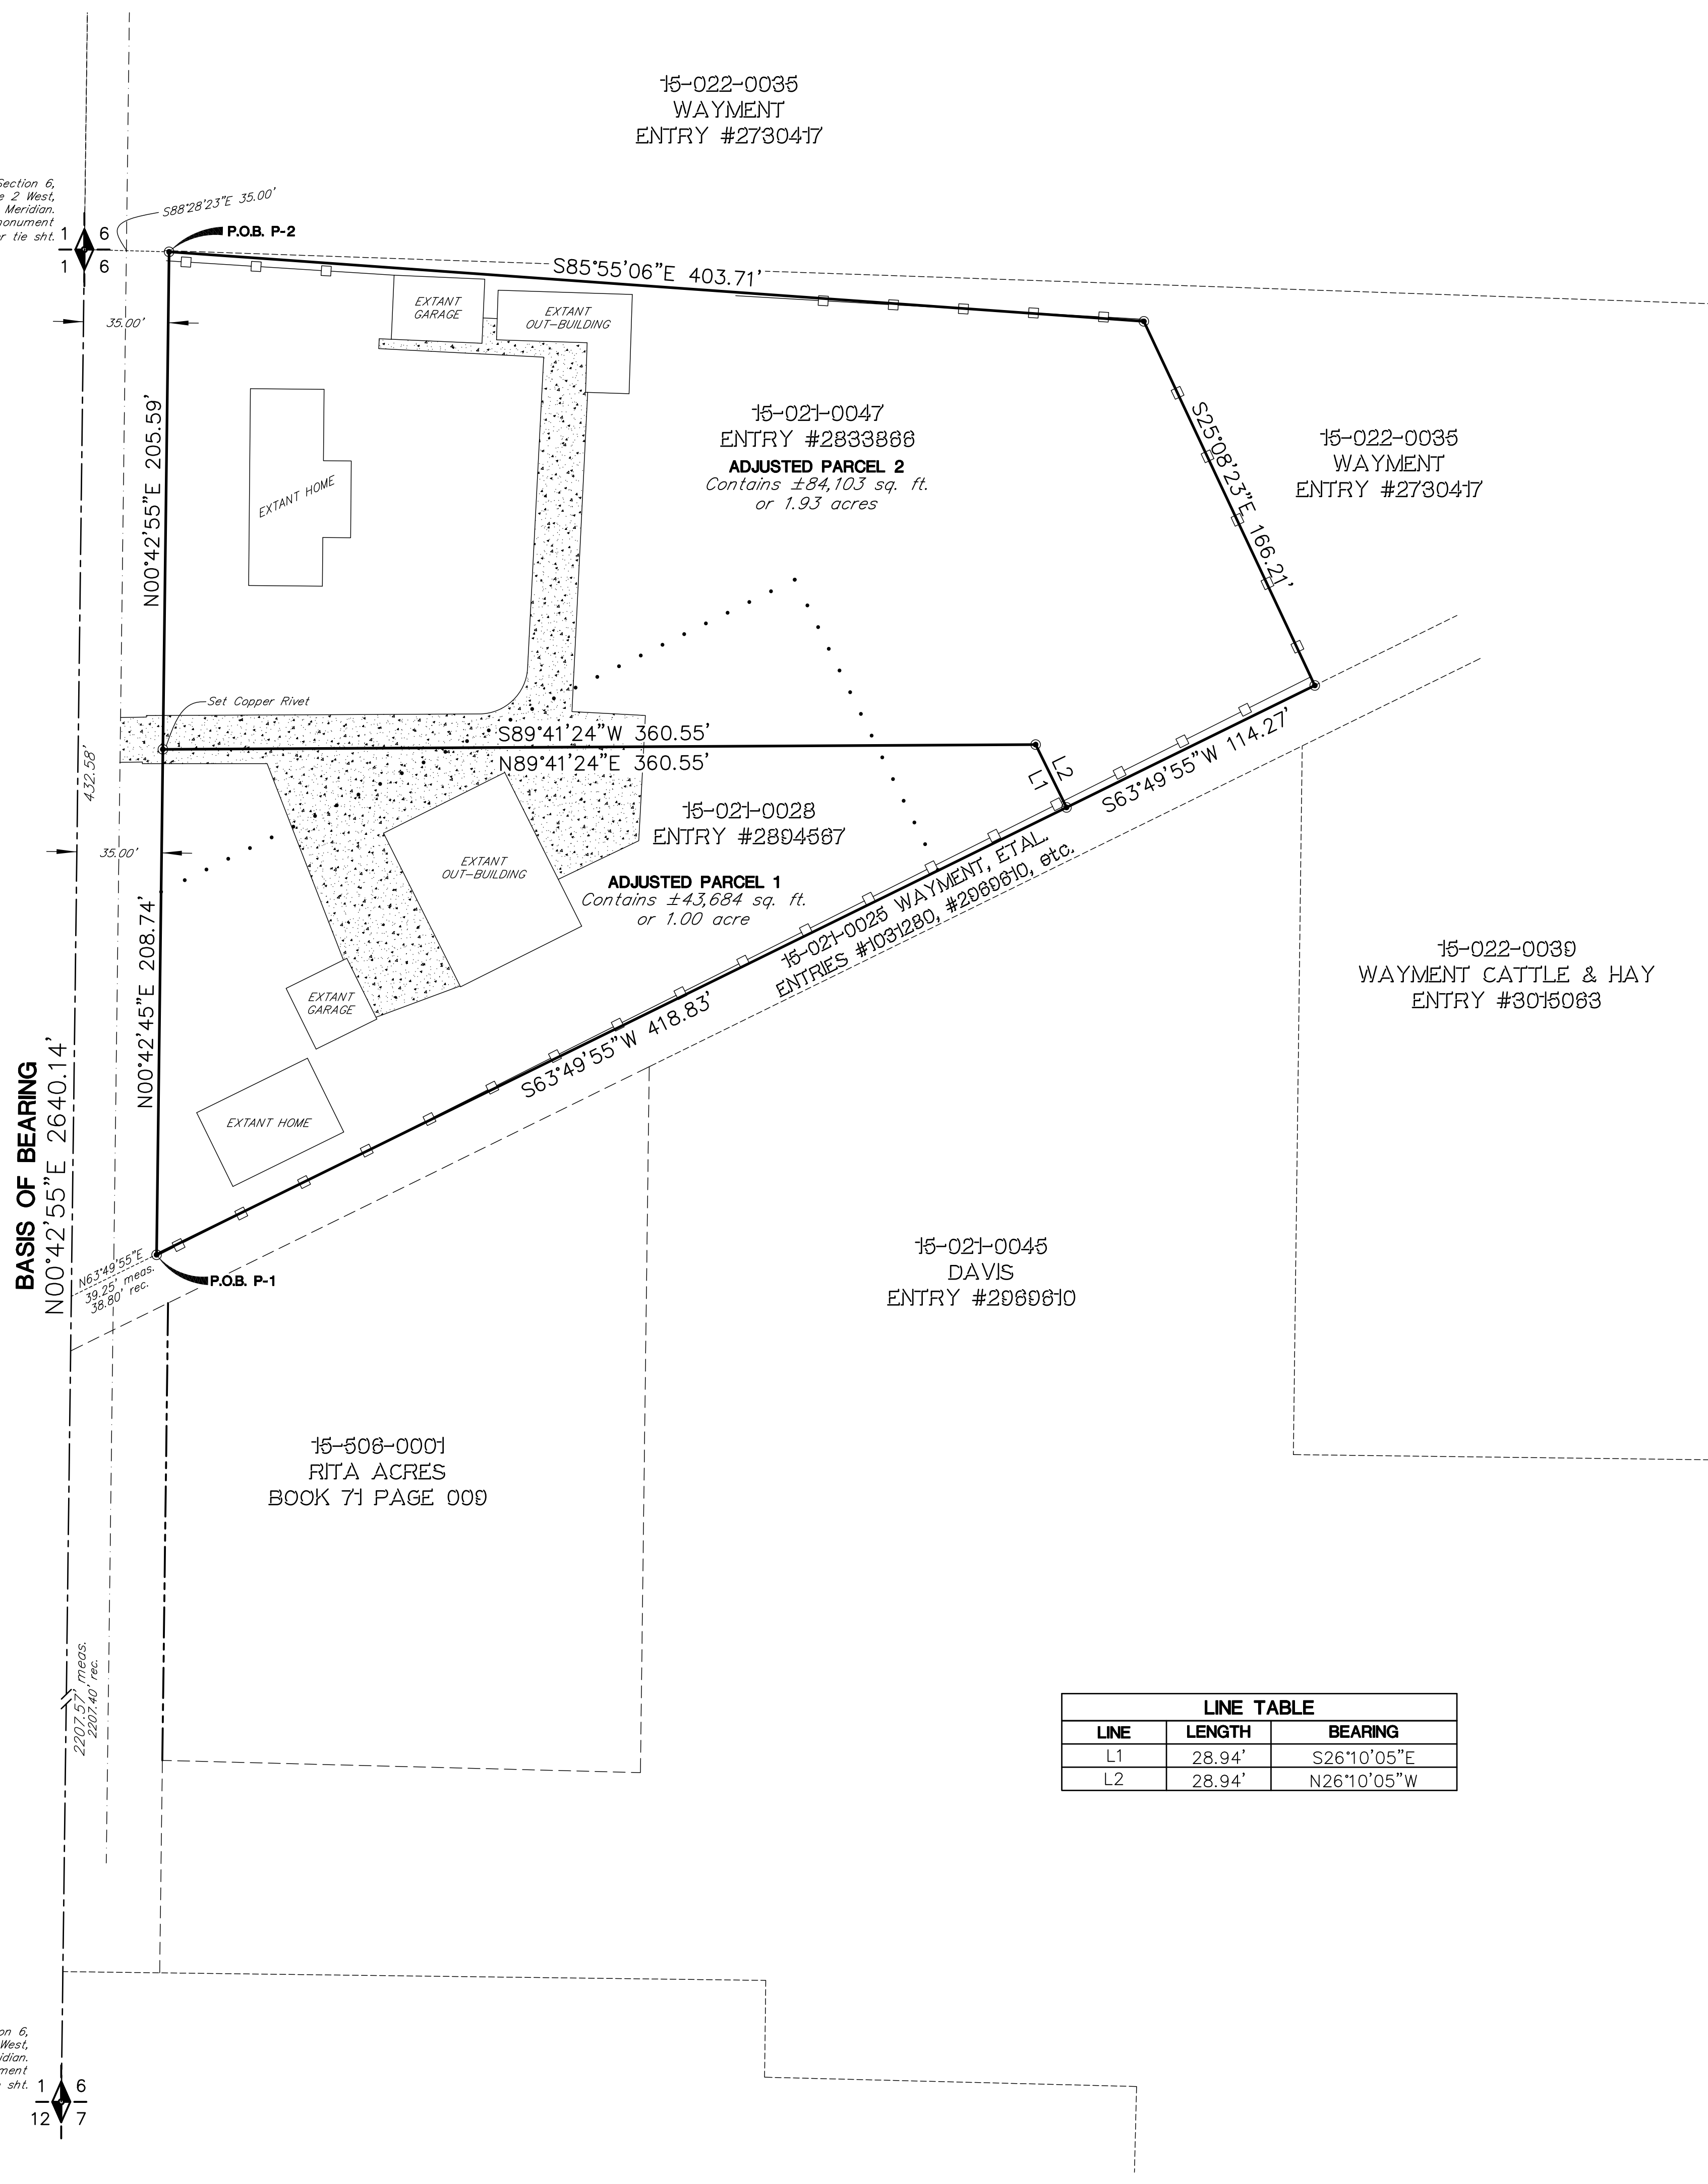 15-022-0035
WAYMENT
ENTRY #2730417
Section 6,
2 West,
Meridian.
tie sht.
S88°28'23"E 35.00'
1 6
1 6
P.O.B. P-2
S85°55'06"E 403.71'
35.00'
EXTANT
GARAGE
EXTANT
OUT-BUILDING
N00°42'55"E 205.59'
EXTANT HOME
15-021-0047
ENTRY #2833866
ADJUSTED PARCEL 2
Contains ±84,103 sq. ft.
or 1.93 acres
S25°08'23"E 166.21'
15-022-0035
WAYMENT
ENTRY #2730417
Set Copper Rivet
432.58'
S89°41'24"W 360.55'
N89°41'24"E 360.55'
L2
L1
S63°49'55"W 114.27'
15-021-0028
ENTRY #2894567
35.00'
EXTANT
OUT-BUILDING
ADJUSTED PARCEL 1
Contains ±43,684 sq. ft.
or 1.00 acre
15-021-0025 WAYMENT, ETAL.
ENTRIES #1031280, #2969610, etc.
N00°42'45"E 208.74'
EXTANT
GARAGE
15-022-0039
WAYMENT CATTLE & HAY
ENTRY #3015063
S63°49'55"W 418.83'
EXTANT HOME
BASIS OF BEARING
N00°42'55"E 2640.14'
N63°49'55"E
39.25' meas.
38.80' rec.
P.O.B. P-1
15-021-0045
DAVIS
ENTRY #2969610
15-506-0001
RITA ACRES
BOOK 71 PAGE 009
2207.57' meas.
2207.40' rec.
LINE TABLE
LINE LENGTH BEARING
L1 28.94' S26°10'05"E
L2 28.94' N26°10'05"W
6,
West,
sht.
1 6
12 7